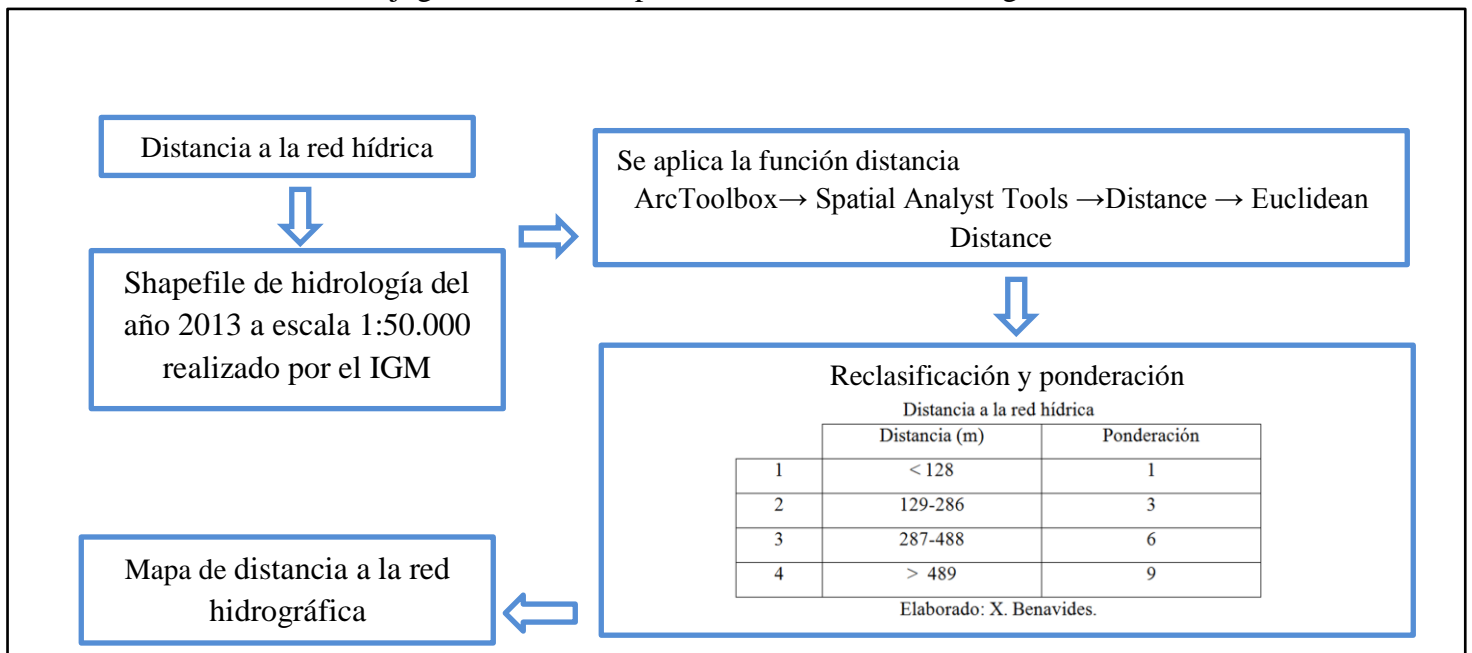 Distancia a la red hídrica
Shapefile de hidrología del
año 2013 a escala 1:50.000
realizado por el IGM
Se aplica la función distancia
ArcToolbox→ Spatial Analyst Tools →Distance → Euclidean
Distance
Reclasificación y ponderación
Distancia a la red hídrica
Distancia (m) Ponderación
1 < 128 1
2 129-286 3
3 287-488 6
4 > 489 9
Elaborado: X. Benavides.
Mapa de distancia a la red
hidrográfica